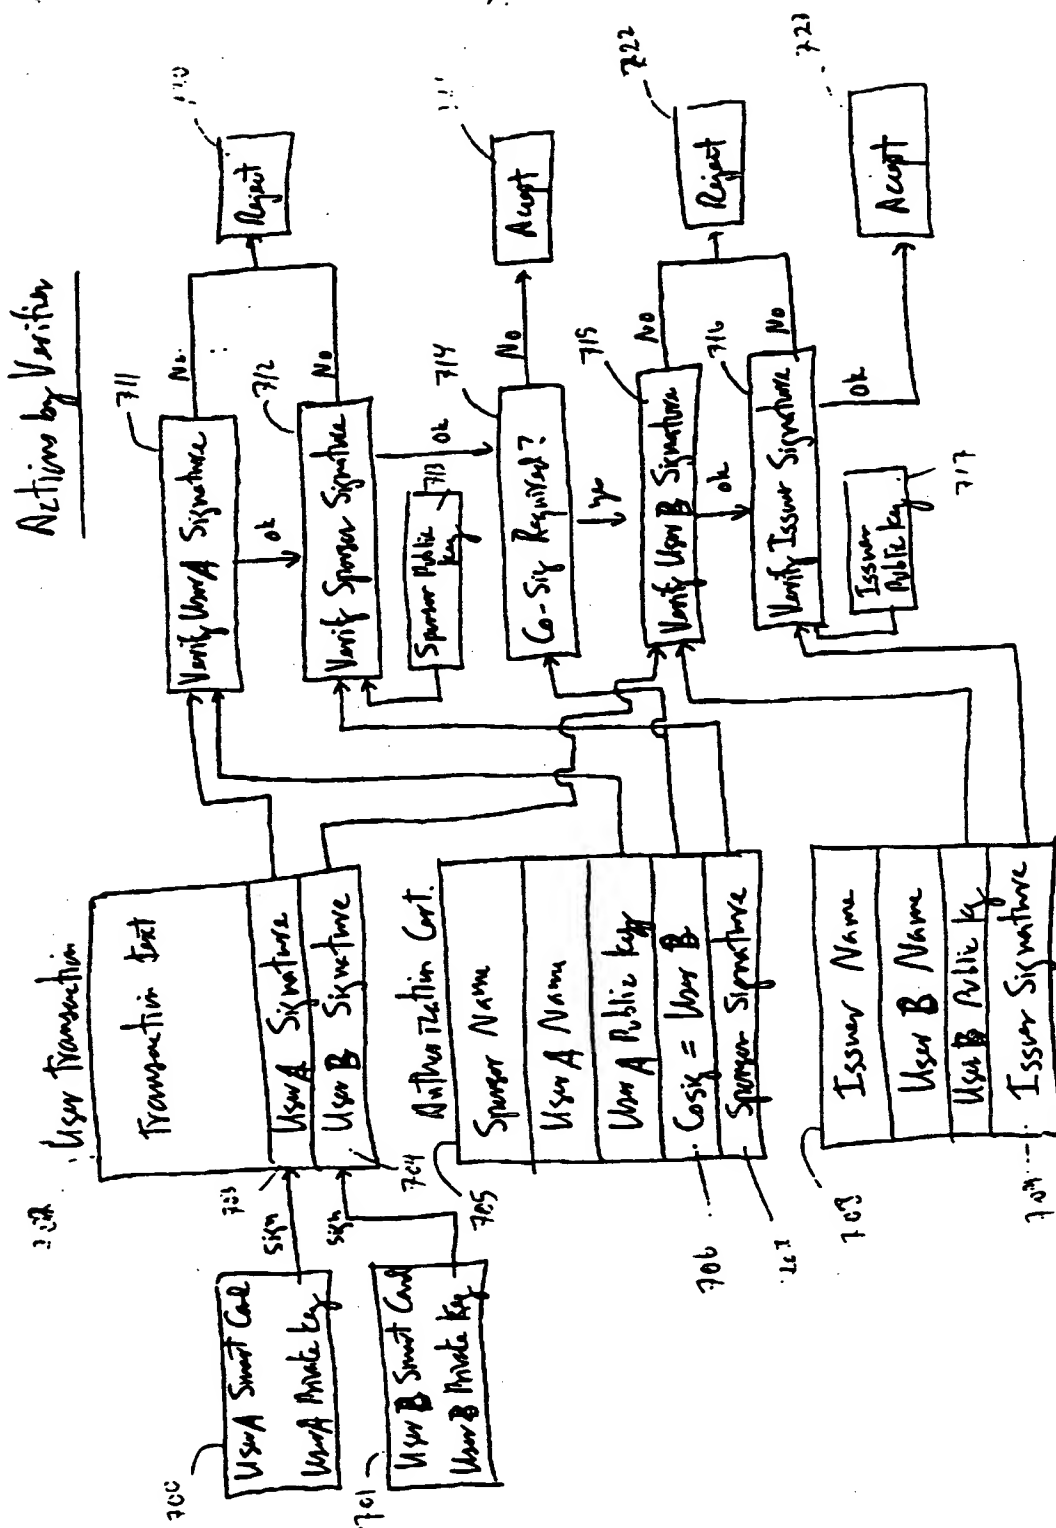 Actions by Verifier
User Transaction
Transaction Text
User A Signature
User B Signature
703
704
700
User A Smart Card
User A Private Key
sign
701
User B Smart Card
User B Private Key
sign
Authorization Cert.
705
Sponsor Name
User A Name
User A Public Key
Cosig = User B
Sponsor Signature
706
703
Issuer Name
User B Name
User B Public Key
Issuer Signature
711
Verify User A Signature
No.
Ok
Reject
712
Verify Sponsor Signature
No
Ok
713
Sponsor Public
Key
714
Co-Sig Required?
No
Accept
Yes
715
Verify User B Signature
No
Ok
722
Reject
716
Verify Issuer Signature
No
Ok
717
Issuer
Public Key
723
Accept